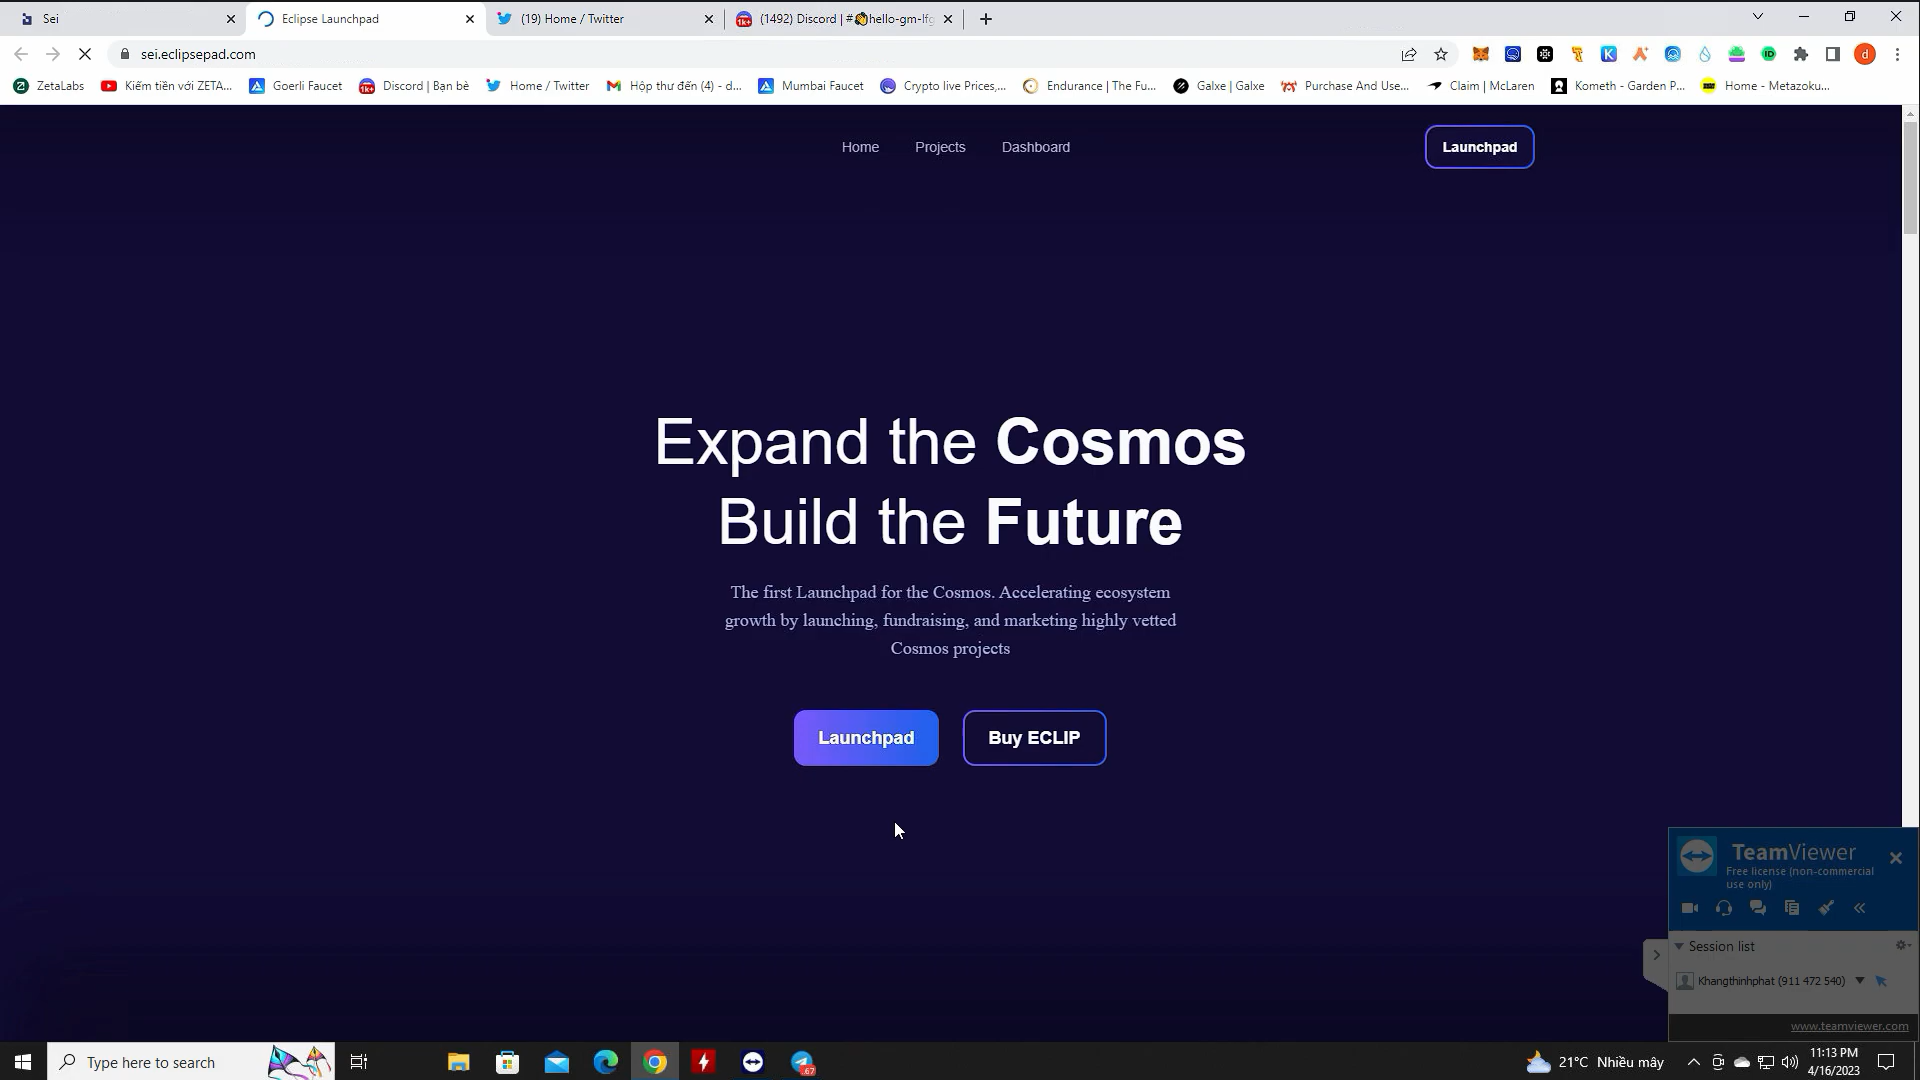 Sei
Eclipse Launchpad
(19) Home / Twitter
(1492) Discord | #👋hello-gm-lfg
sei.eclipsepad.com
ZetaLabs
Kiếm tiền với ZETA...
Goerli Faucet
Discord | Bạn bè
Home / Twitter
Hộp thư đến (4) - d...
Mumbai Faucet
Crypto live Prices,...
Endurance | The Fu...
Galxe | Galxe
Purchase And Use...
Claim | McLaren
Kometh - Garden P...
Home - Metazoku...
Home
Projects
Dashboard
Launchpad
Expand the Cosmos
Build the Future
The first Launchpad for the Cosmos. Accelerating ecosystem
growth by launching, fundraising, and marketing highly vetted
Cosmos projects
Launchpad
Buy ECLIP
TeamViewer
Free license (non-commercial
use only)
Session list
Khangthinhphat (911 472 540)
www.teamviewer.com
Type here to search
21°C Nhiều mây
11:13 PM
4/16/2023